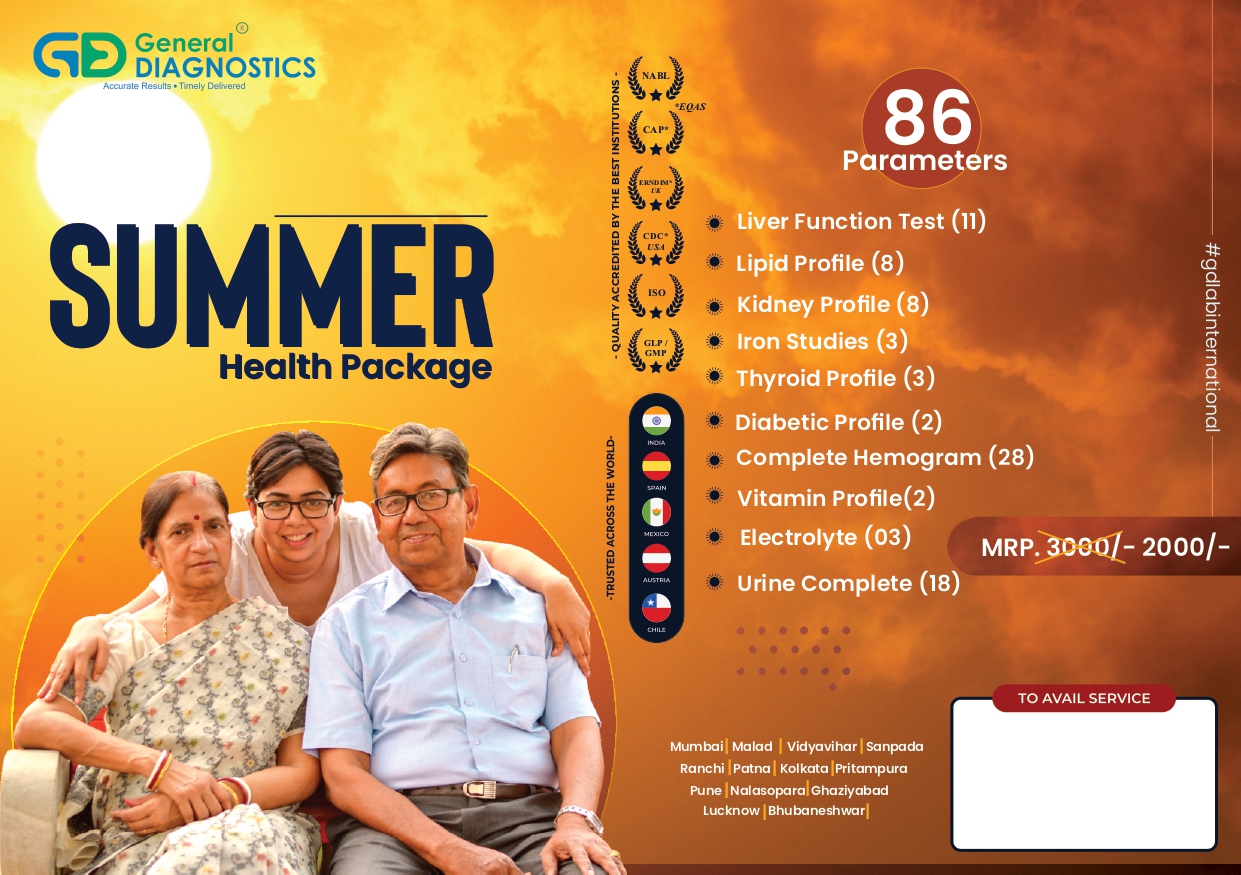 General®
DIAGNOSTICS
Accurate Results • Timely Delivered
SUMMER
Health Package
- QUALITY ACCREDITED BY THE BEST INSTITUTIONS -
NABL
*EQAS
CAP*
ERNDIM*
UK
CDC*
USA
ISO
GLP /
GMP
-TRUSTED ACROSS THE WORLD-
INDIA
SPAIN
MEXICO
AUSTRIA
CHILE
86
Parameters
Liver Function Test (11)
Lipid Profile (8)
Kidney Profile (8)
Iron Studies (3)
Thyroid Profile (3)
Diabetic Profile (2)
Complete Hemogram (28)
Vitamin Profile(2)
Electrolyte (03)
Urine Complete (18)
#gdlabinternational
MRP. 3000/- 2000/-
TO AVAIL SERVICE
Mumbai| Malad | Vidyavihar |Sanpada
Ranchi |Patna| Kolkata |Pritampura
Pune |Nalasopara|Ghaziyabad
Lucknow |Bhubaneshwar|